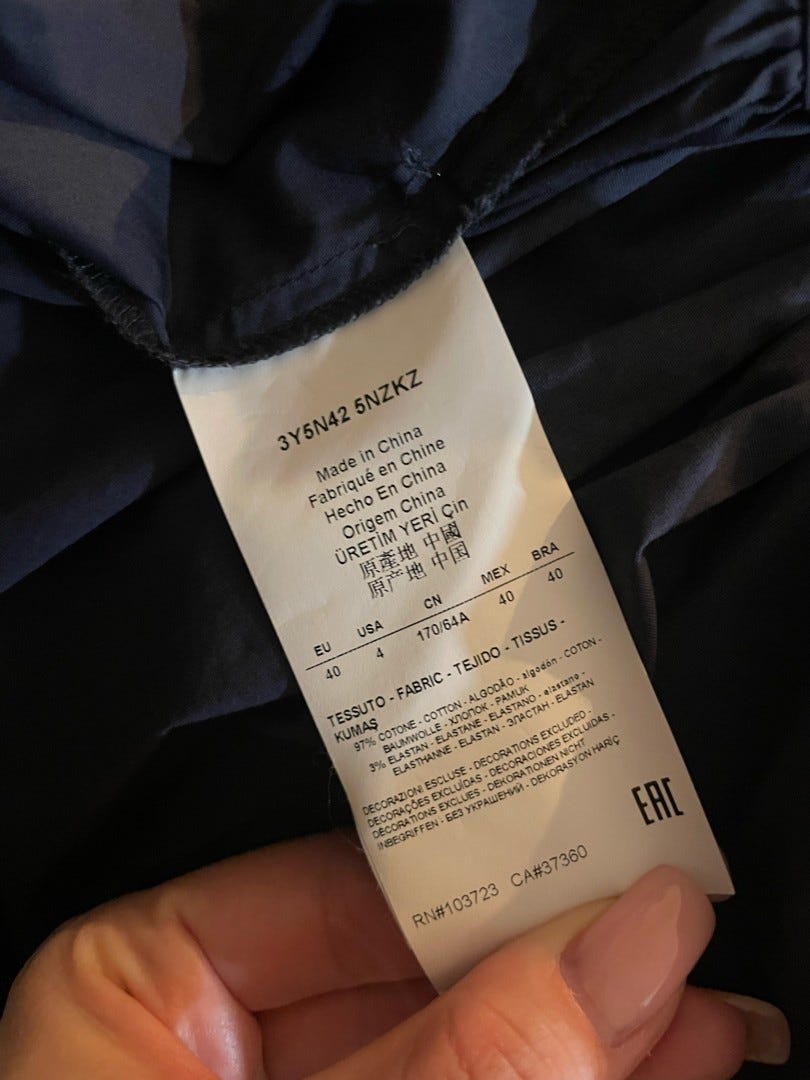 3Y5N42 5NZKZ
Made in China
Fabriqué en Chine
Hecho En China
Origem China
ÜRETİM YERİ Çin
原產地 中國
原产地 中国
EU USA CN MEX BRA
40 4 170/64A 40 40
TESSUTO - FABRIC - TEJIDO - TISSUS -
KUMAŞ
97% COTONE - COTTON - ALGODÃO - algodón - COTON -
BAUMWOLLE - ХЛОПОК - PAMUK
3% ELASTAN - ELASTANE - ELASTANO - elastano -
ELASTHANNE - ELASTAN - ЭЛАСТАН - ELASTAN
DECORAZIONI ESCLUSE - DECORATIONS EXCLUDED -
DECORAÇÕES EXCLUÍDAS - DECORACIONES EXCLUIDAS -
DÉCORATIONS EXCLUES - DEKORATIONEN NICHT
INBEGRIFFEN - БЕЗ УКРАШЕНИЙ - DEKORASYON HARİÇ
EAC
RN#103723 CA#37360